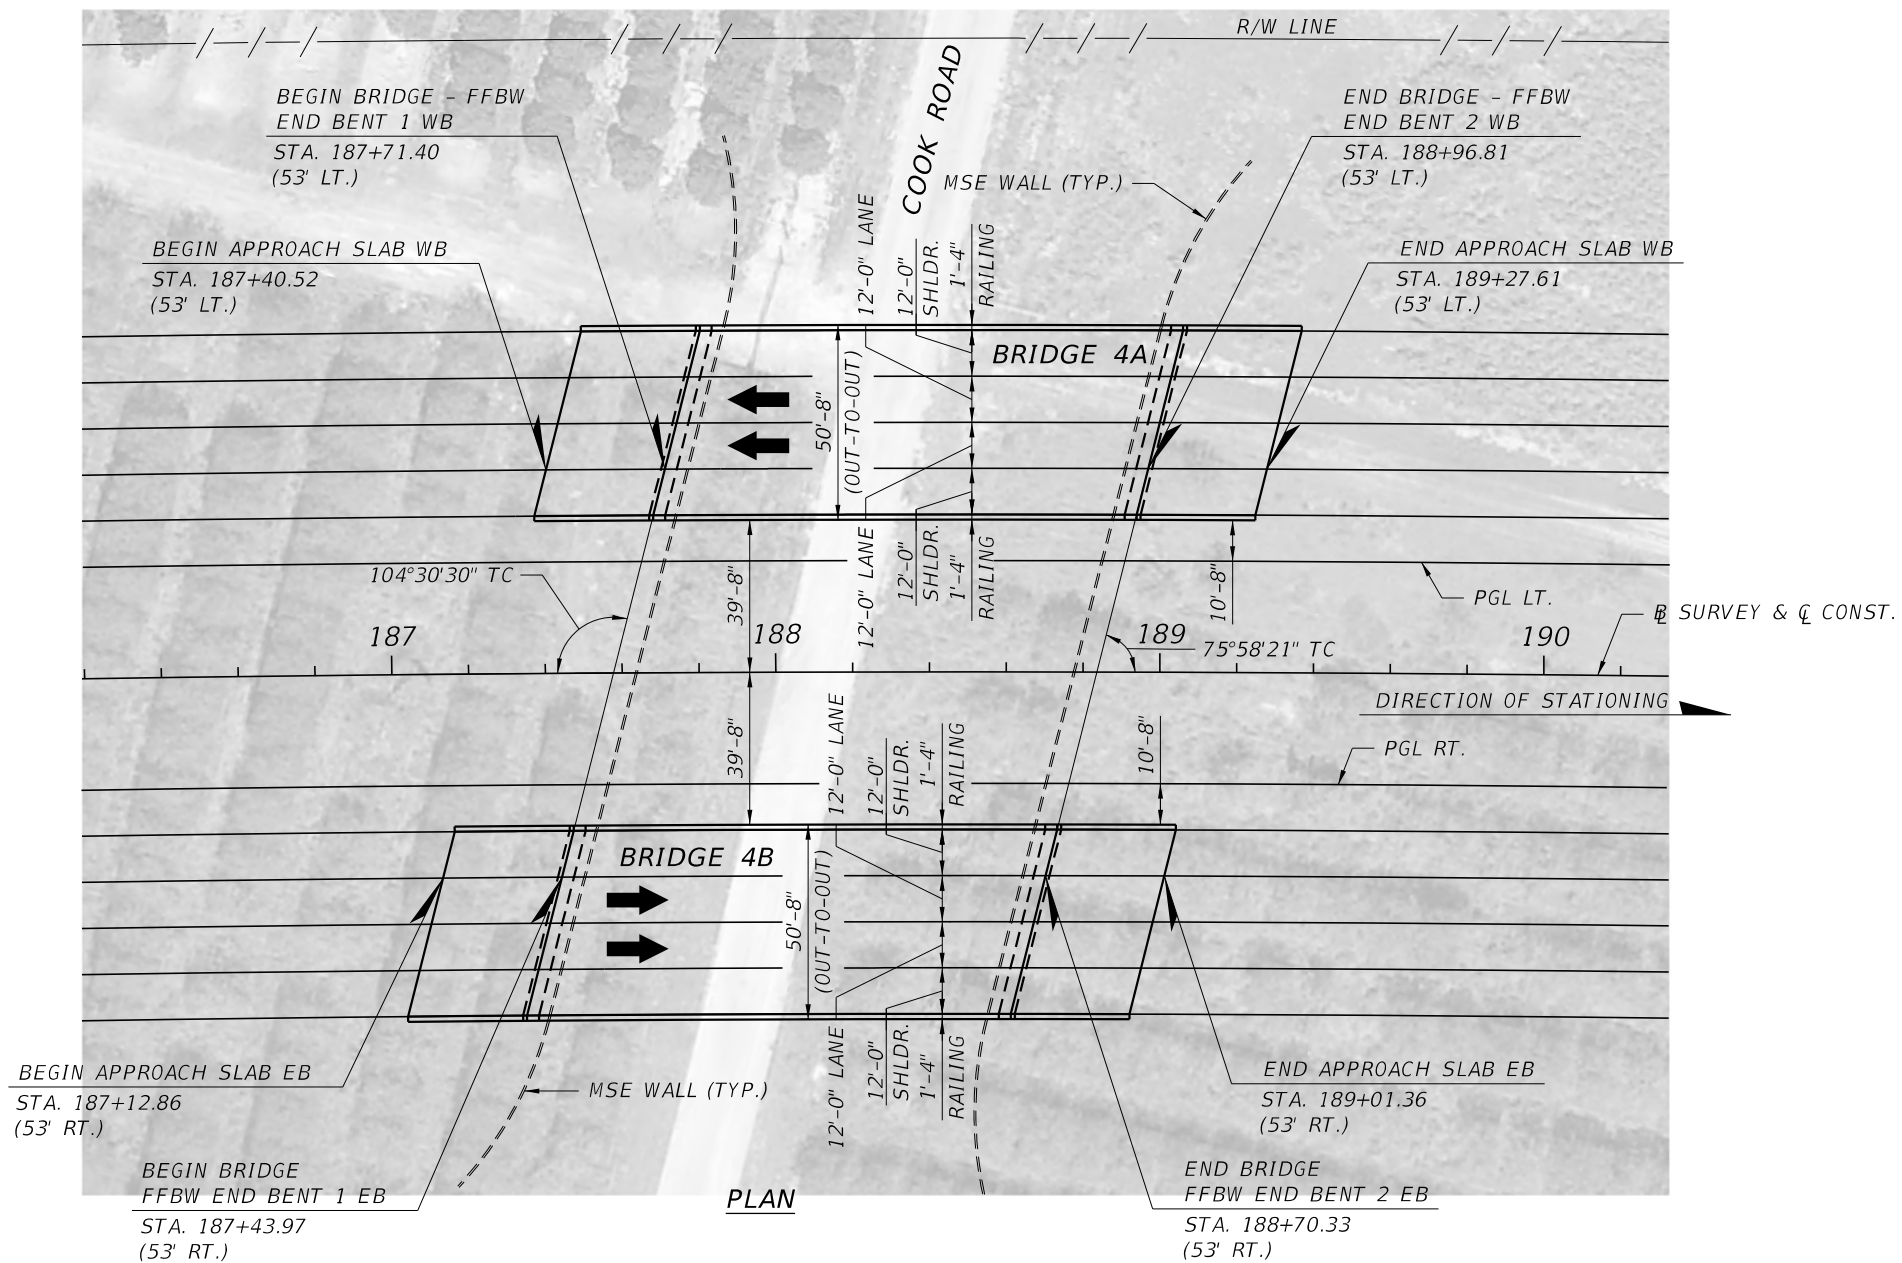 R/W LINE
BEGIN BRIDGE - FFBW
END BENT 1 WB
STA. 187+71.40
(53' LT.)
COOK ROAD
END BRIDGE - FFBW
END BENT 2 WB
STA. 188+96.81
(53' LT.)
MSE WALL (TYP.)
BEGIN APPROACH SLAB WB
STA. 187+40.52
(53' LT.)
12'-0" LANE
12'-0"
SHLDR.
1'-4"
RAILING
END APPROACH SLAB WB
STA. 189+27.61
(53' LT.)
BRIDGE 4A
50'-8"
(OUT-TO-OUT)
104°30'30" TC
39'-8"
12'-0" LANE
12'-0"
SHLDR.
1'-4"
RAILING
10'-8"
PGL LT.
℄ SURVEY & ℄ CONST.
187
188
189
190
75°58'21" TC
DIRECTION OF STATIONING
39'-8"
12'-0" LANE
12'-0"
SHLDR.
1'-4"
RAILING
10'-8"
PGL RT.
BRIDGE 4B
50'-8"
(OUT-TO-OUT)
BEGIN APPROACH SLAB EB
STA. 187+12.86
(53' RT.)
MSE WALL (TYP.)
12'-0" LANE
12'-0"
SHLDR.
1'-4"
RAILING
END APPROACH SLAB EB
STA. 189+01.36
(53' RT.)
BEGIN BRIDGE
FFBW END BENT 1 EB
STA. 187+43.97
(53' RT.)
PLAN
END BRIDGE
FFBW END BENT 2 EB
STA. 188+70.33
(53' RT.)